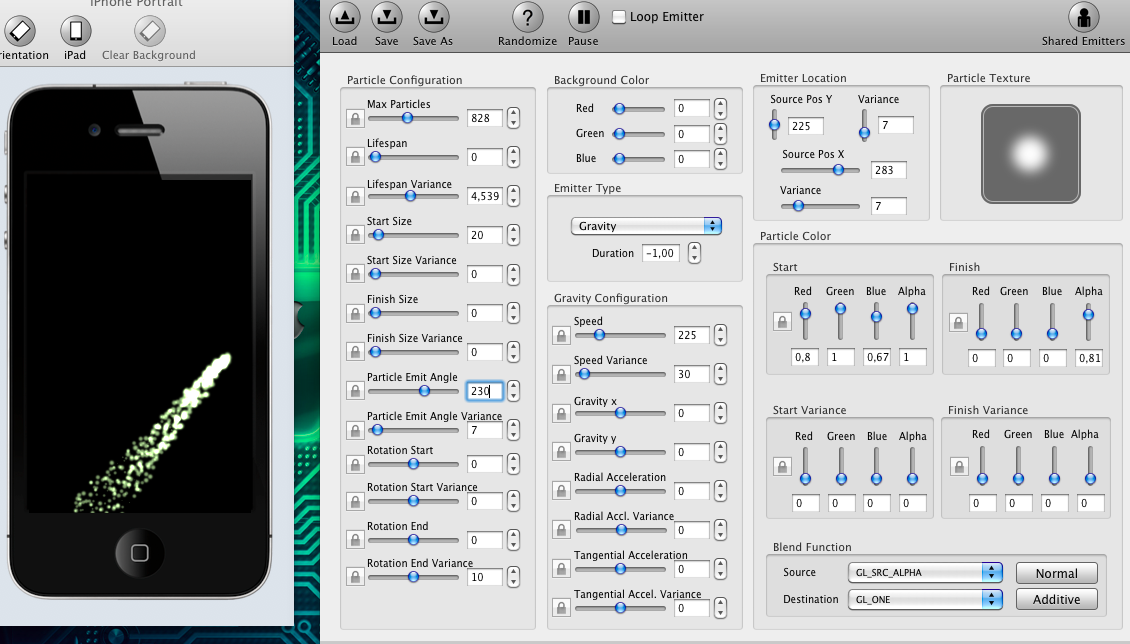 iPhone Portrait
rientation iPad Clear Background
Load Save Save As Randomize Pause Loop Emitter Shared Emitters
Particle Configuration
Max Particles
828
Lifespan
0
Lifespan Variance
4,539
Start Size
20
Start Size Variance
0
Finish Size
0
Finish Size Variance
0
Particle Emit Angle
230
Particle Emit Angle Variance
7
Rotation Start
0
Rotation Start Variance
0
Rotation End
0
Rotation End Variance
10
Background Color
Red 0
Green 0
Blue 0
Emitter Type
Gravity
Duration -1,00
Gravity Configuration
Speed
225
Speed Variance
30
Gravity x
0
Gravity y
0
Radial Acceleration
0
Radial Accl. Variance
0
Tangential Acceleration
0
Tangential Accel. Variance
0
Emitter Location
Source Pos Y Variance
225 7
Source Pos X
283
Variance
7
Particle Texture
Particle Color
Start
Red Green Blue Alpha
0,8 1 0,67 1
Finish
Red Green Blue Alpha
0 0 0 0,81
Start Variance
Red Green Blue Alpha
0 0 0 0
Finish Variance
Red Green Blue Alpha
0 0 0 0
Blend Function
Source GL_SRC_ALPHA Normal
Destination GL_ONE Additive